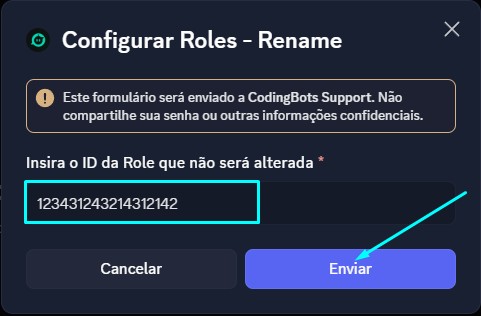 Configurar Roles - Rename
Este formulário será enviado a CodingBots Support. Não
compartilhe sua senha ou outras informações confidenciais.
Insira o ID da Role que não será alterada *
123431243214312142
Cancelar
Enviar